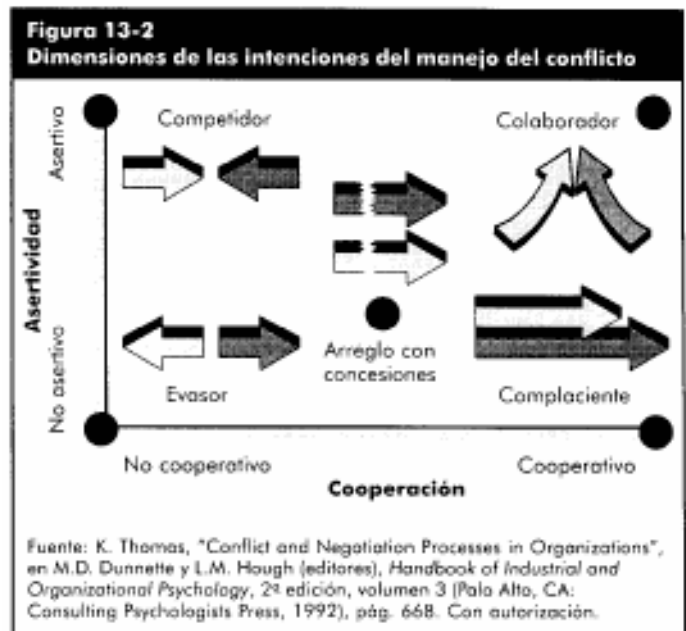 Figura 13-2
Dimensiones de las intenciones del manejo del conflicto
Asertividad
Asertivo
No asertivo
Competidor
Colaborador
Evasor
Arreglo con
concesiones
Complaciente
No cooperativo
Cooperativo
Cooperación
Fuente: K. Thomas, "Conflict and Negotiation Processes in Organizations",
en M.D. Dunnette y L.M. Hough (editores), Handbook of Industrial and
Organizational Psychology, 2ª edición, volumen 3 (Palo Alto, CA:
Consulting Psychologists Press, 1992), pág. 668. Con autorización.